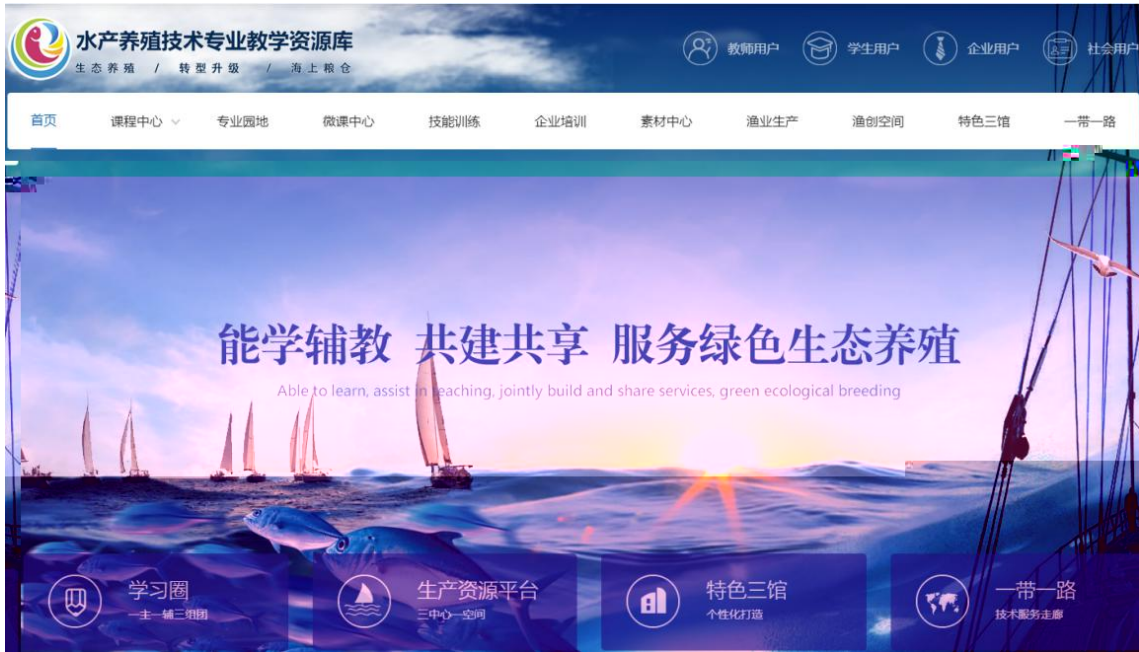 水产养殖技术专业教学资源库
生态养殖 / 转型升级 / 海上粮仓
教师用户 学生用户 企业用户 社会用户
首页 课程中心 专业园地 微课中心 技能训练 企业培训 素材中心 渔业生产 渔创空间 特色三馆 一带一路
能学辅教 共建共享 服务绿色生态养殖
Able to learn, assist in teaching, jointly build and share services, green ecological breeding
学习圈 生产资源平台 特色三馆 一带一路
一主一辅三组团 三中心一空间 个性化打造 技术服务走廊